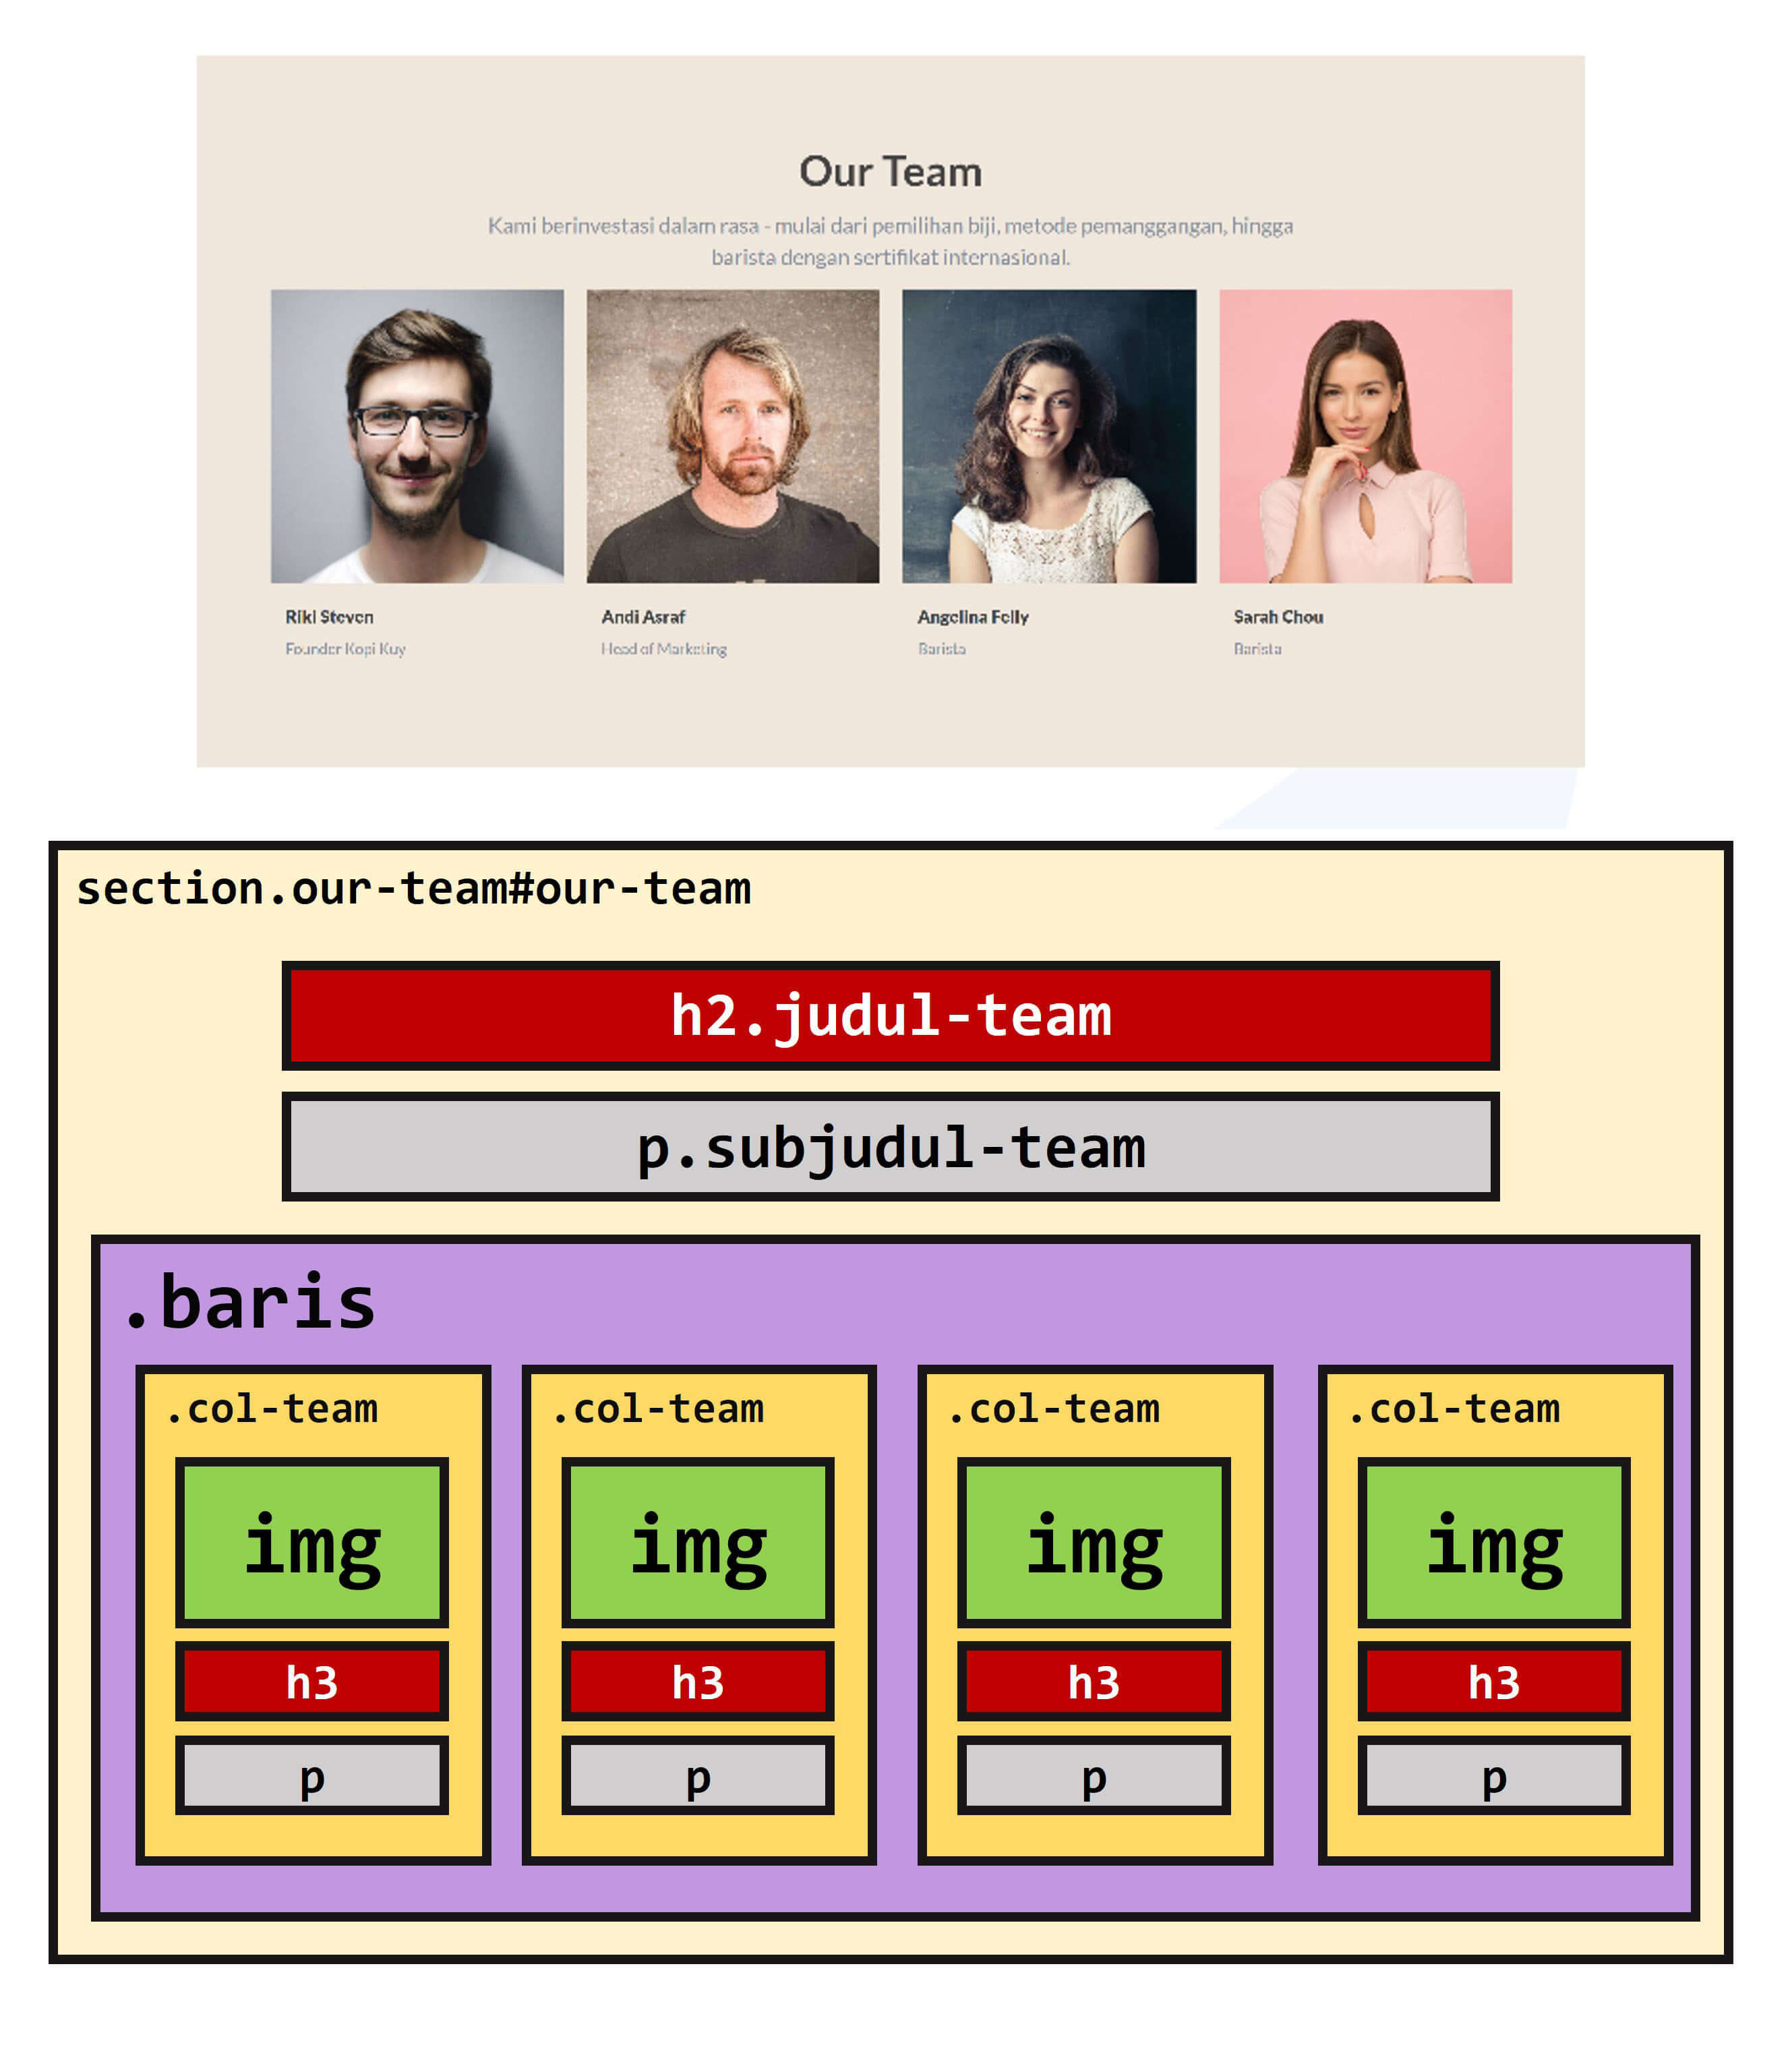 Our Team
Kami berinvestasi dalam rasa - mulai dari pemilihan biji, metode pemanggangan, hingga
barista dengan sertifikat internasional.
Riki Steven
Andi Asraf
Angelina Felly
Sarah Chou
Founder Kopi Kuy
Head of Marketing
Barista
Barista
section.our-team#our-team
h2.judul-team
p.subjudul-team
.baris
.col-team
.col-team
.col-team
.col-team
img
img
img
img
h3
h3
h3
h3
p
p
p
p